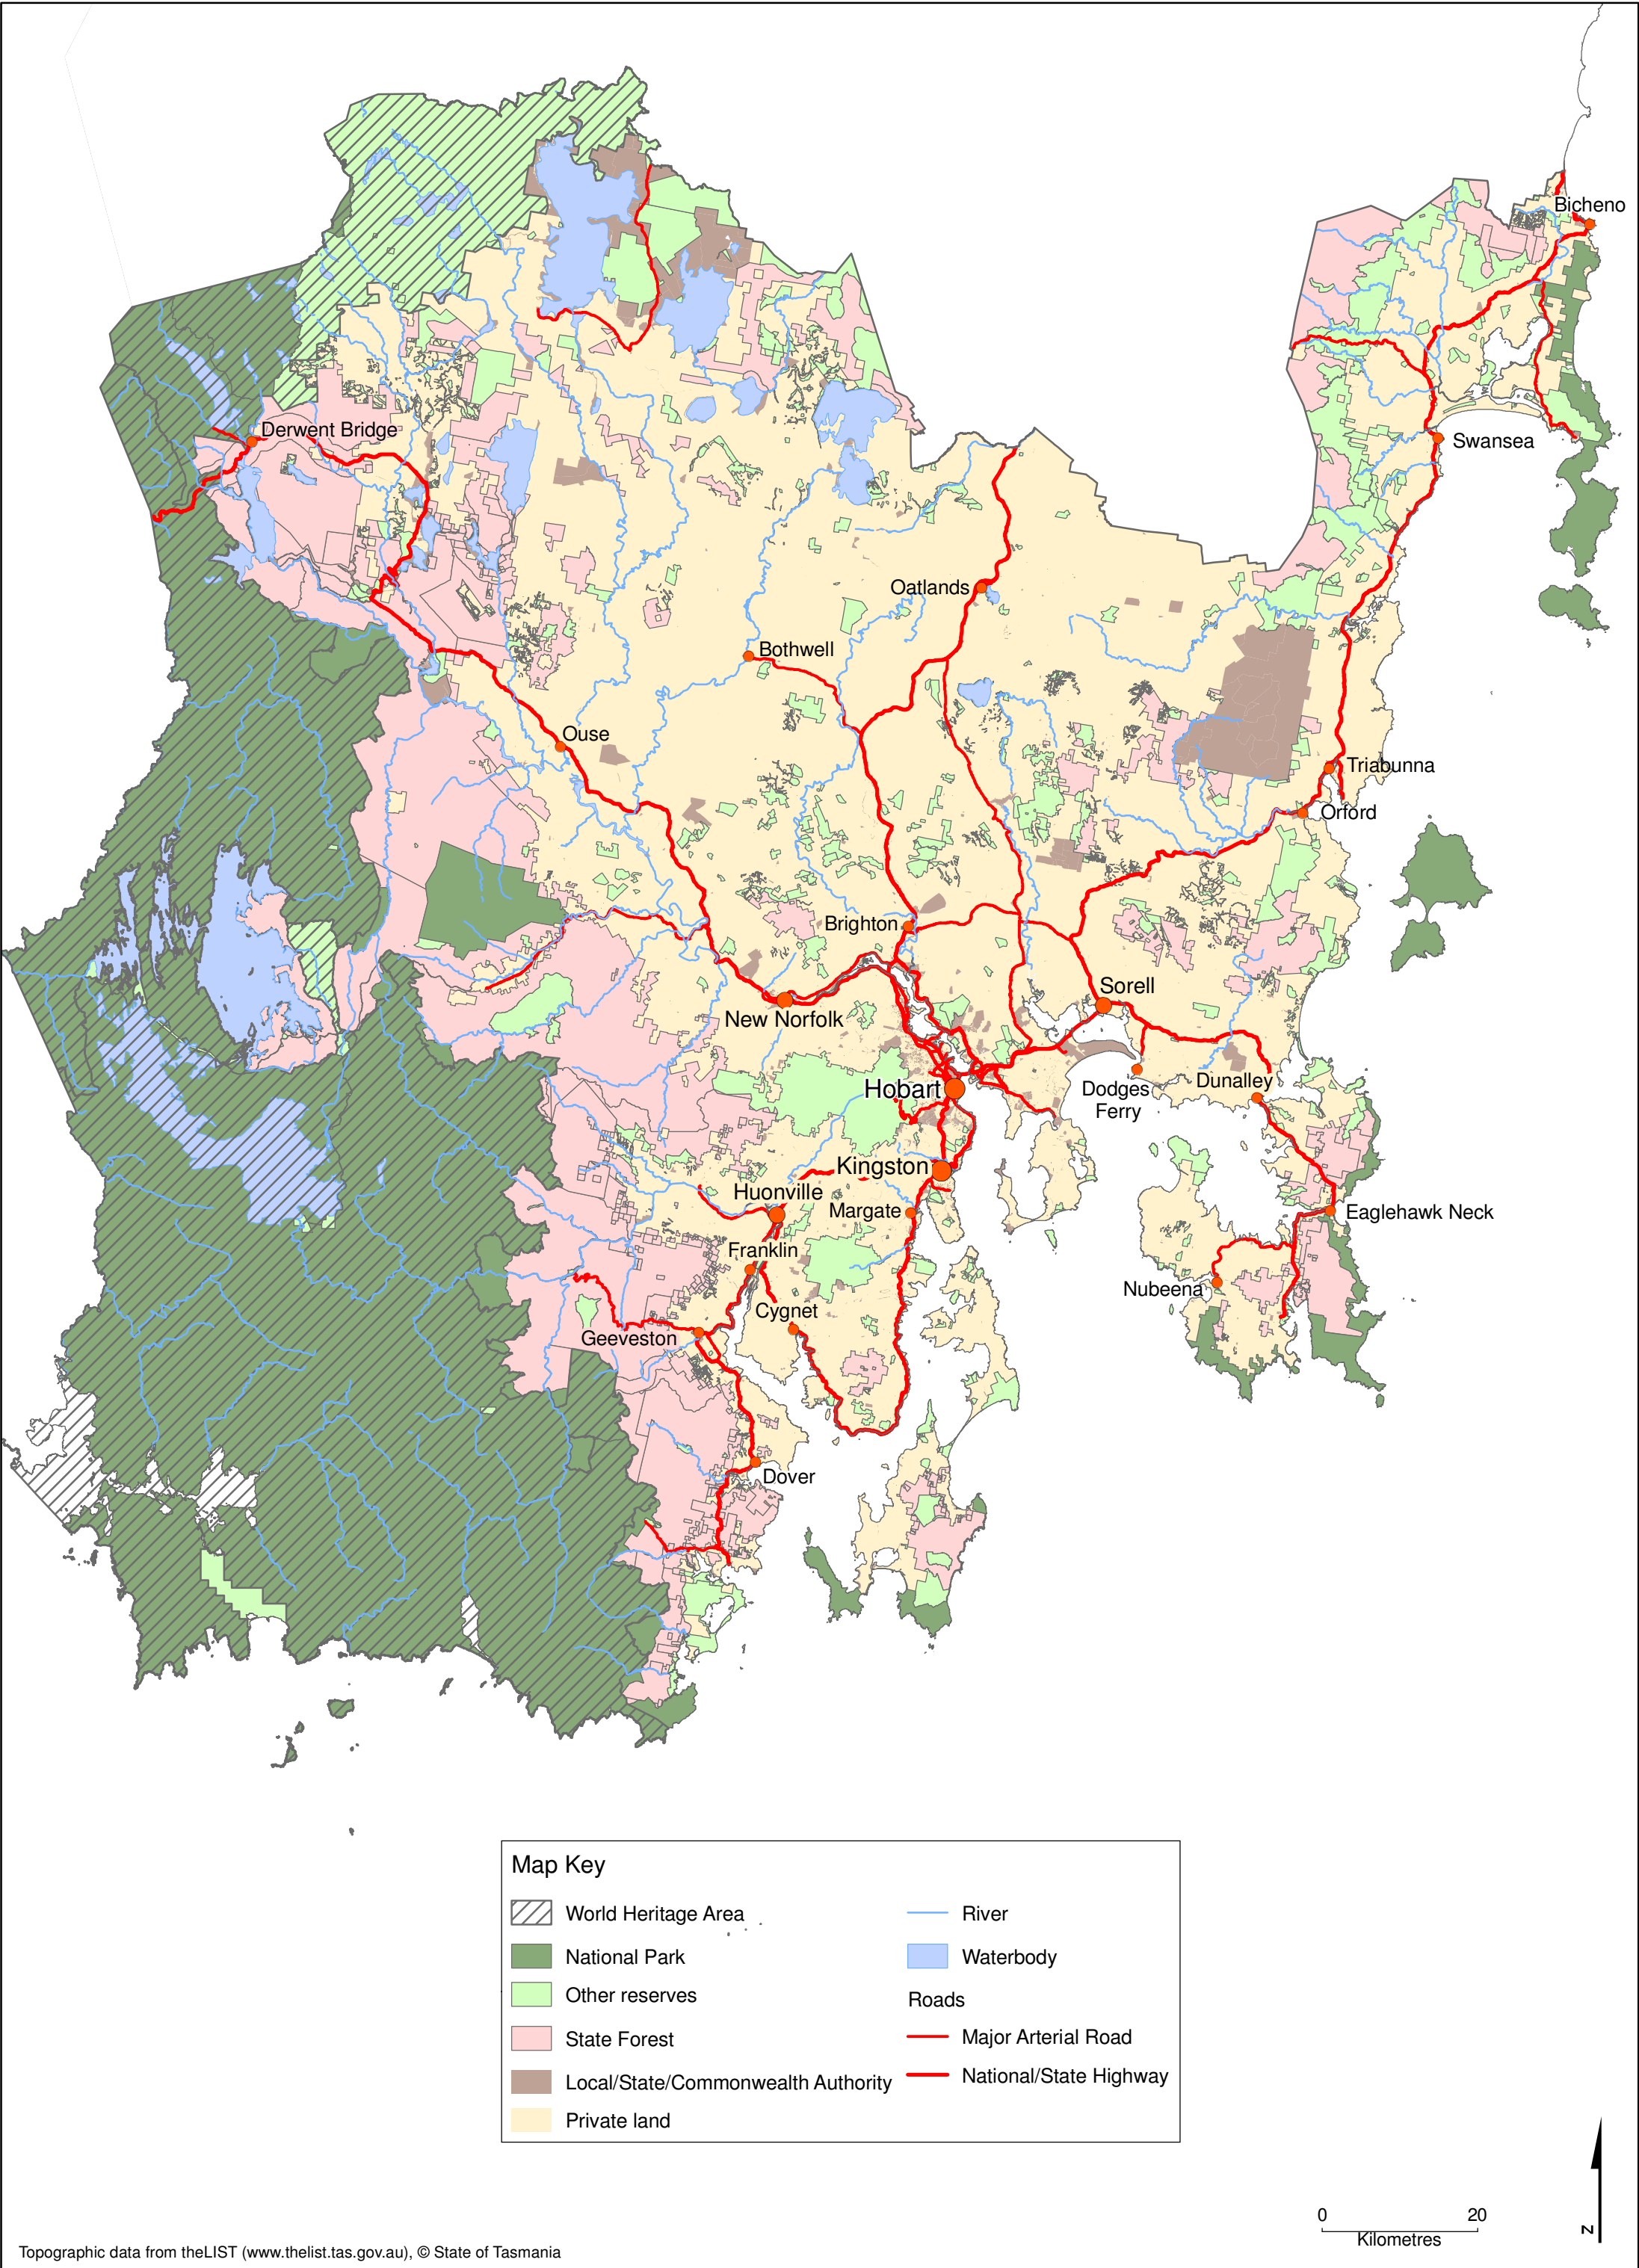 Bicheno
Derwent Bridge
Swansea
Oatlands
Bothwell
Ouse
Triabunna
Orford
Brighton
Sorell
New Norfolk
Hobart
Dodges
Ferry
Dunalley
Kingston
Huonville
Margate
Eaglehawk Neck
Franklin
Nubeena
Cygnet
Geeveston
Dover
Map Key
World Heritage Area
National Park
Other reserves
State Forest
Local/State/Commonwealth Authority
Private land
River
Waterbody
Roads
Major Arterial Road
National/State Highway
0 20
Kilometres
N
Topographic data from theLIST (www.thelist.tas.gov.au), © State of Tasmania